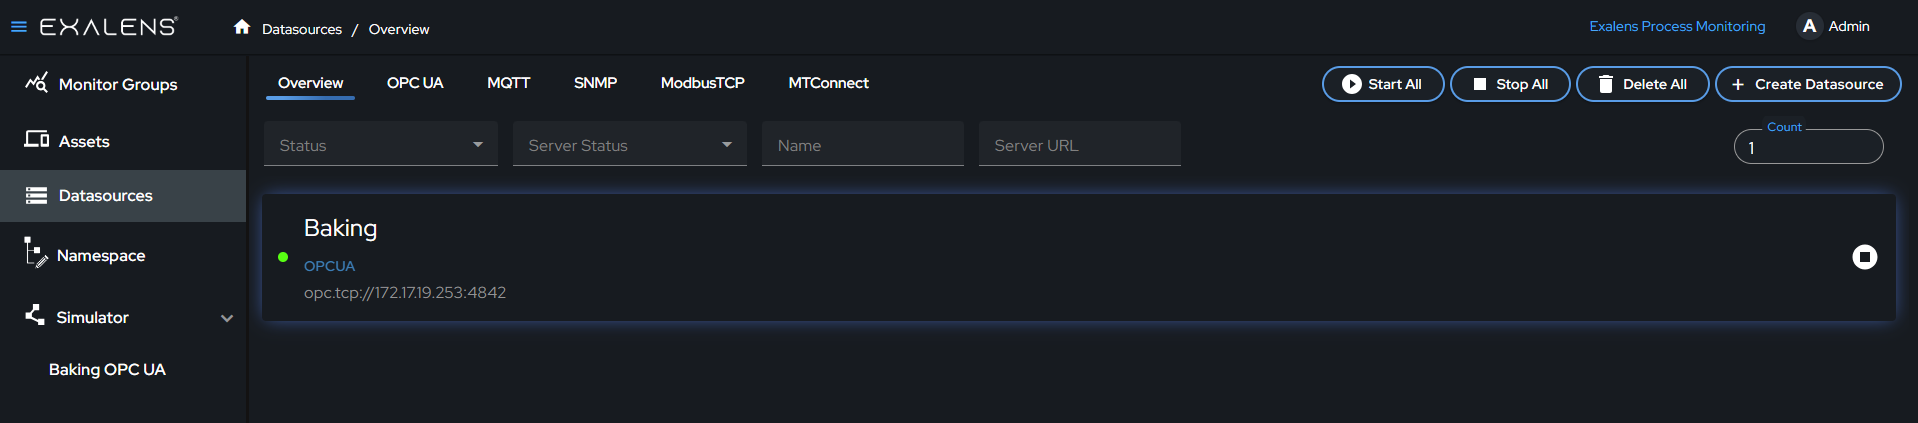 EXALENS
Datasources / Overview
Exalens Process Monitoring
A Admin
Monitor Groups
Assets
Datasources
Namespace
Simulator
Baking OPC UA
Overview OPC UA MQTT SNMP ModbusTCP MTConnect
Start All Stop All Delete All + Create Datasource
Status Server Status Name Server URL
Count
1
Baking
OPCUA
opc.tcp://172.17.19.253:4842